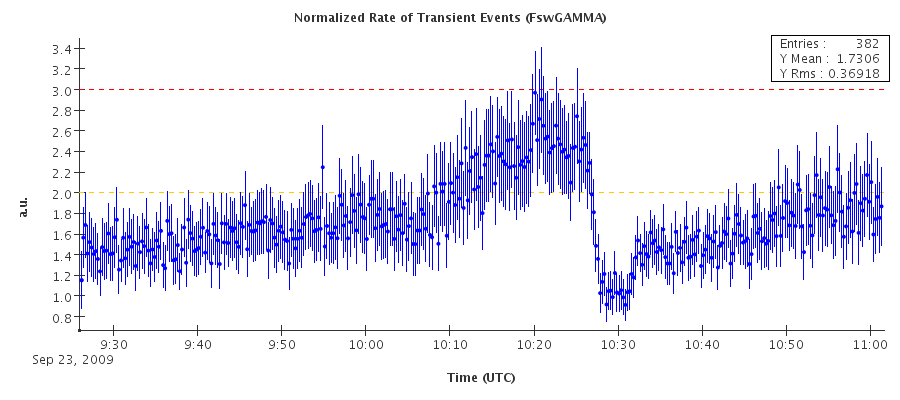 Normalized Rate of Transient Events (FswGAMMA)
Entries : 382
Y Mean : 1.7306
Y Rms : 0.36918
3.4
3.2
3.0
2.8
2.6
2.4
2.2
2.0
1.8
1.6
1.4
1.2
1.0
0.8
a.u.
9:30 9:40 9:50 10:00 10:10 10:20 10:30 10:40 10:50 11:00
Sep 23, 2009
Time (UTC)